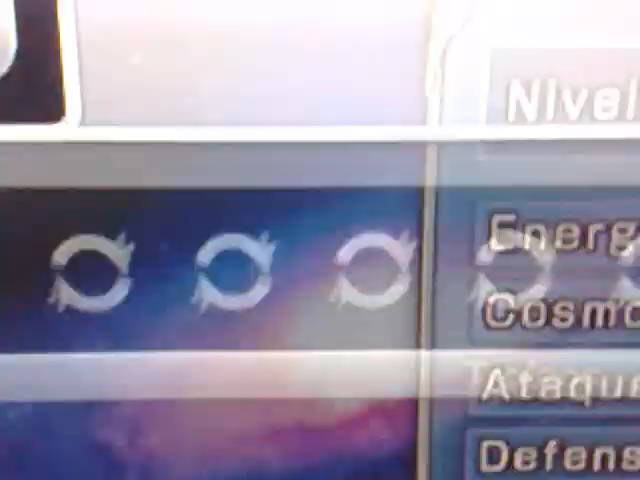 Nivel
Energ
Cosmo
Ataque
Defens